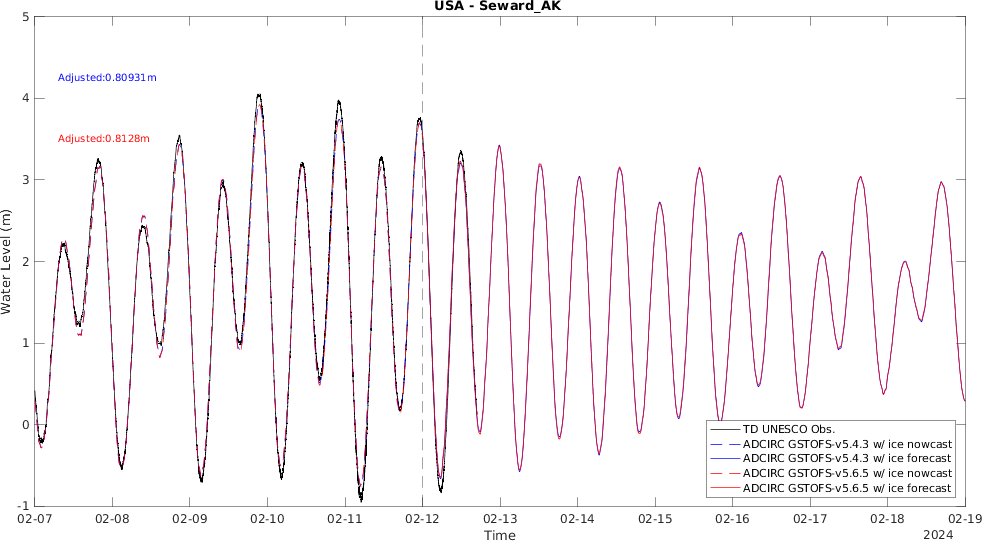 USA - Seward_AK
5
4
3
2
1
0
-1
Water Level (m)
Adjusted:0.80931m
Adjusted:0.8128m
TD UNESCO Obs.
ADCIRC GSTOFS-v5.4.3 w/ ice nowcast
ADCIRC GSTOFS-v5.4.3 w/ ice forecast
ADCIRC GSTOFS-v5.6.5 w/ ice nowcast
ADCIRC GSTOFS-v5.6.5 w/ ice forecast
02-07 02-08 02-09 02-10 02-11 02-12 02-13 02-14 02-15 02-16 02-17 02-18 02-19
Time
2024